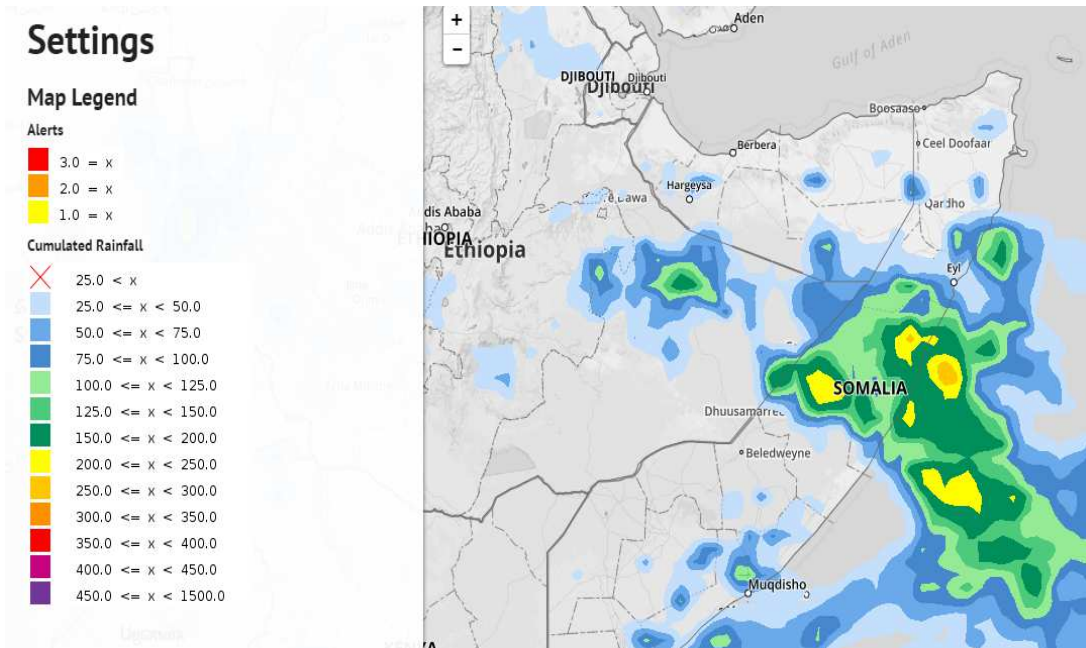 Settings
Map Legend
Alerts
3.0 = x
2.0 = x
1.0 = x
Cumulated Rainfall
25.0 < x
25.0 <= x < 50.0
50.0 <= x < 75.0
75.0 <= x < 100.0
100.0 <= x < 125.0
125.0 <= x < 150.0
150.0 <= x < 200.0
200.0 <= x < 250.0
250.0 <= x < 300.0
300.0 <= x < 350.0
350.0 <= x < 400.0
400.0 <= x < 450.0
450.0 <= x < 1500.0
+
−
Aden
Gulf of Aden
DJIBOUTI
Djibouti
Djibouti
Boosaaso
Berbera
Ceel Doofaar
Hargeysa
Qardho
dis Ababa
HIOPIA
Ethiopia
Eyl
SOMALIA
Dhuusamarreo
Beledweyne
Muqdisho